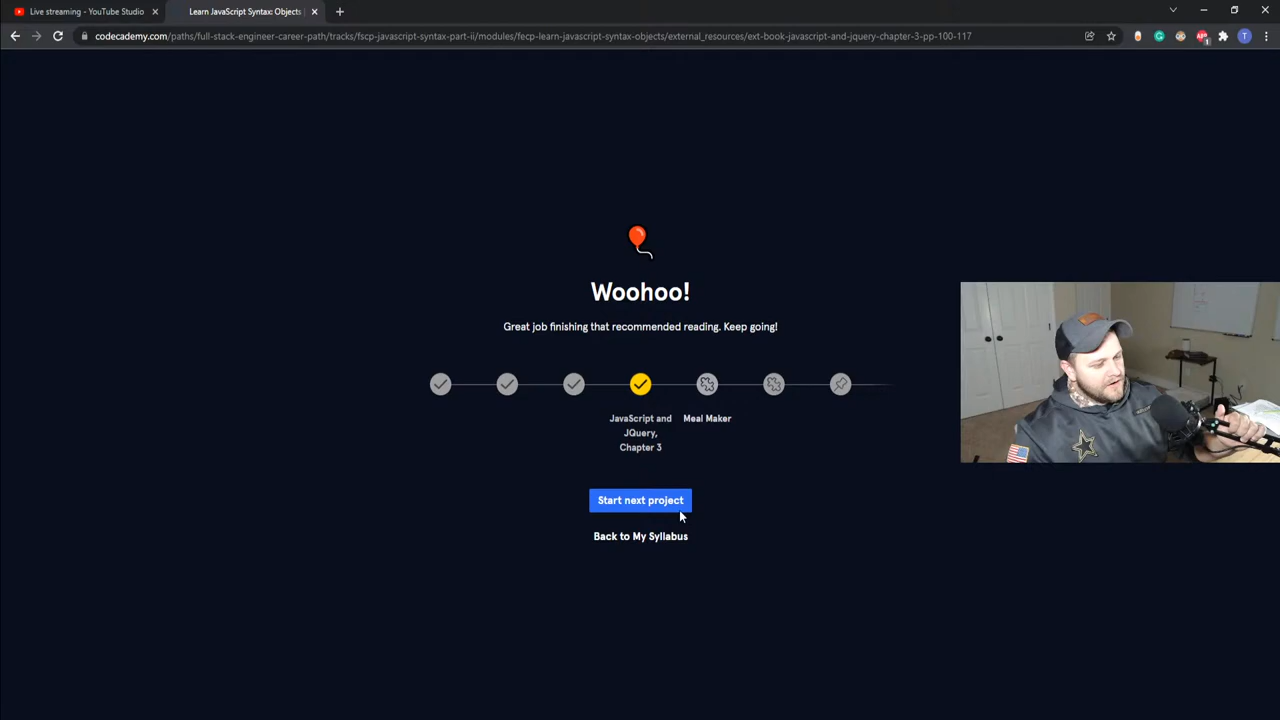 Live streaming - YouTube Studio
Learn JavaScript Syntax: Objects
codecademy.com/paths/full-stack-engineer-career-path/tracks/fscp-javascript-syntax-part-ii/modules/fecp-learn-javascript-syntax-objects/external_resources/ext-book-javascript-and-jquery-chapter-3-pp-100-117
1
T
Woohoo!
Great job finishing that recommended reading. Keep going!
JavaScript and
JQuery,
Chapter 3
Meal Maker
Start next project
Back to My Syllabus